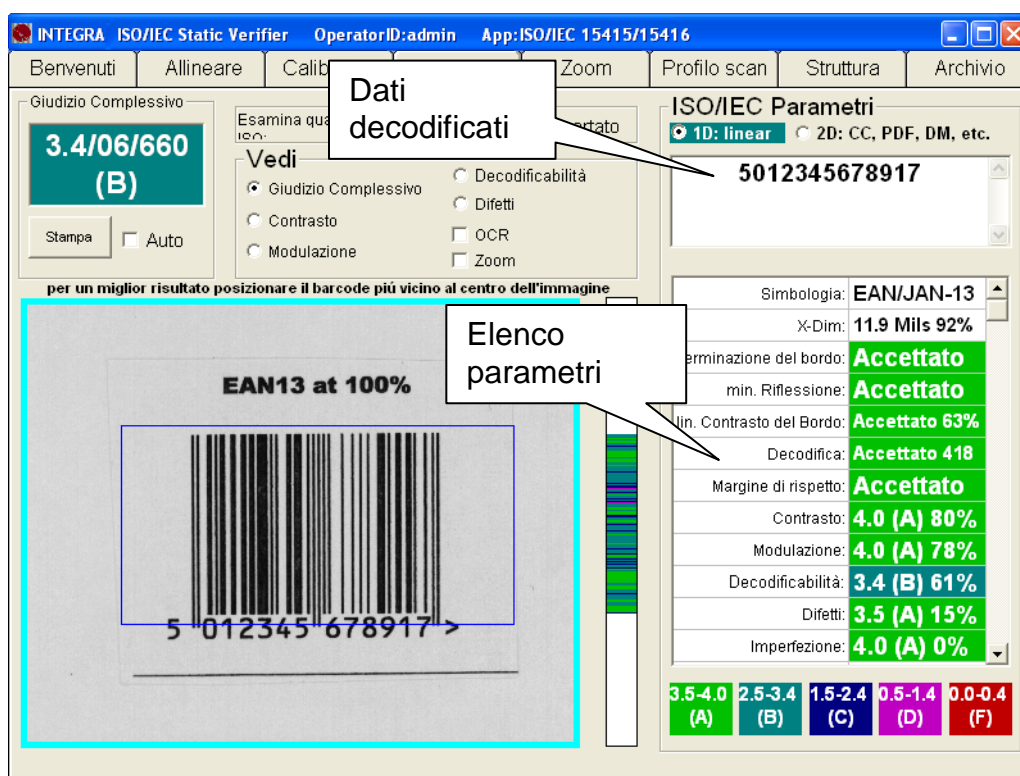 INTEGRA ISO/IEC Static Verifier OperatorID:admin App:ISO/IEC 15415/15416
Benvenuti Allineare Zoom Profilo scan Struttura Archivio
Giudizio Complessivo
3.4/06/660
(B)
Stampa Auto
Esamina
Vedi
Giudizio Complessivo
Contrasto
Modulazione
Decodificabilità
Difetti
OCR
Zoom
Dati
decodificati
ISO/IEC Parametri
1D: linear 2D: CC, PDF, DM, etc.
5012345678917
per un miglior risultato posizionare il barcode piú vicino al centro dell'immagine
EAN13 at 100%
5 012345 678917 >
Elenco
parametri
Simbologia: EAN/JAN-13
X-Dim: 11.9 Mils 92%
del bordo: Accettato
min. Riflessione: Accettato
Contrasto del Bordo: Accettato 63%
Decodifica: Accettato 418
Margine di rispetto: Accettato
Contrasto: 4.0 (A) 80%
Modulazione: 4.0 (A) 78%
Decodificabilità: 3.4 (B) 61%
Difetti: 3.5 (A) 15%
Imperfezione: 4.0 (A) 0%
3.5-4.0 2.5-3.4 1.5-2.4 0.5-1.4 0.0-0.4
(A) (B) (C) (D) (F)